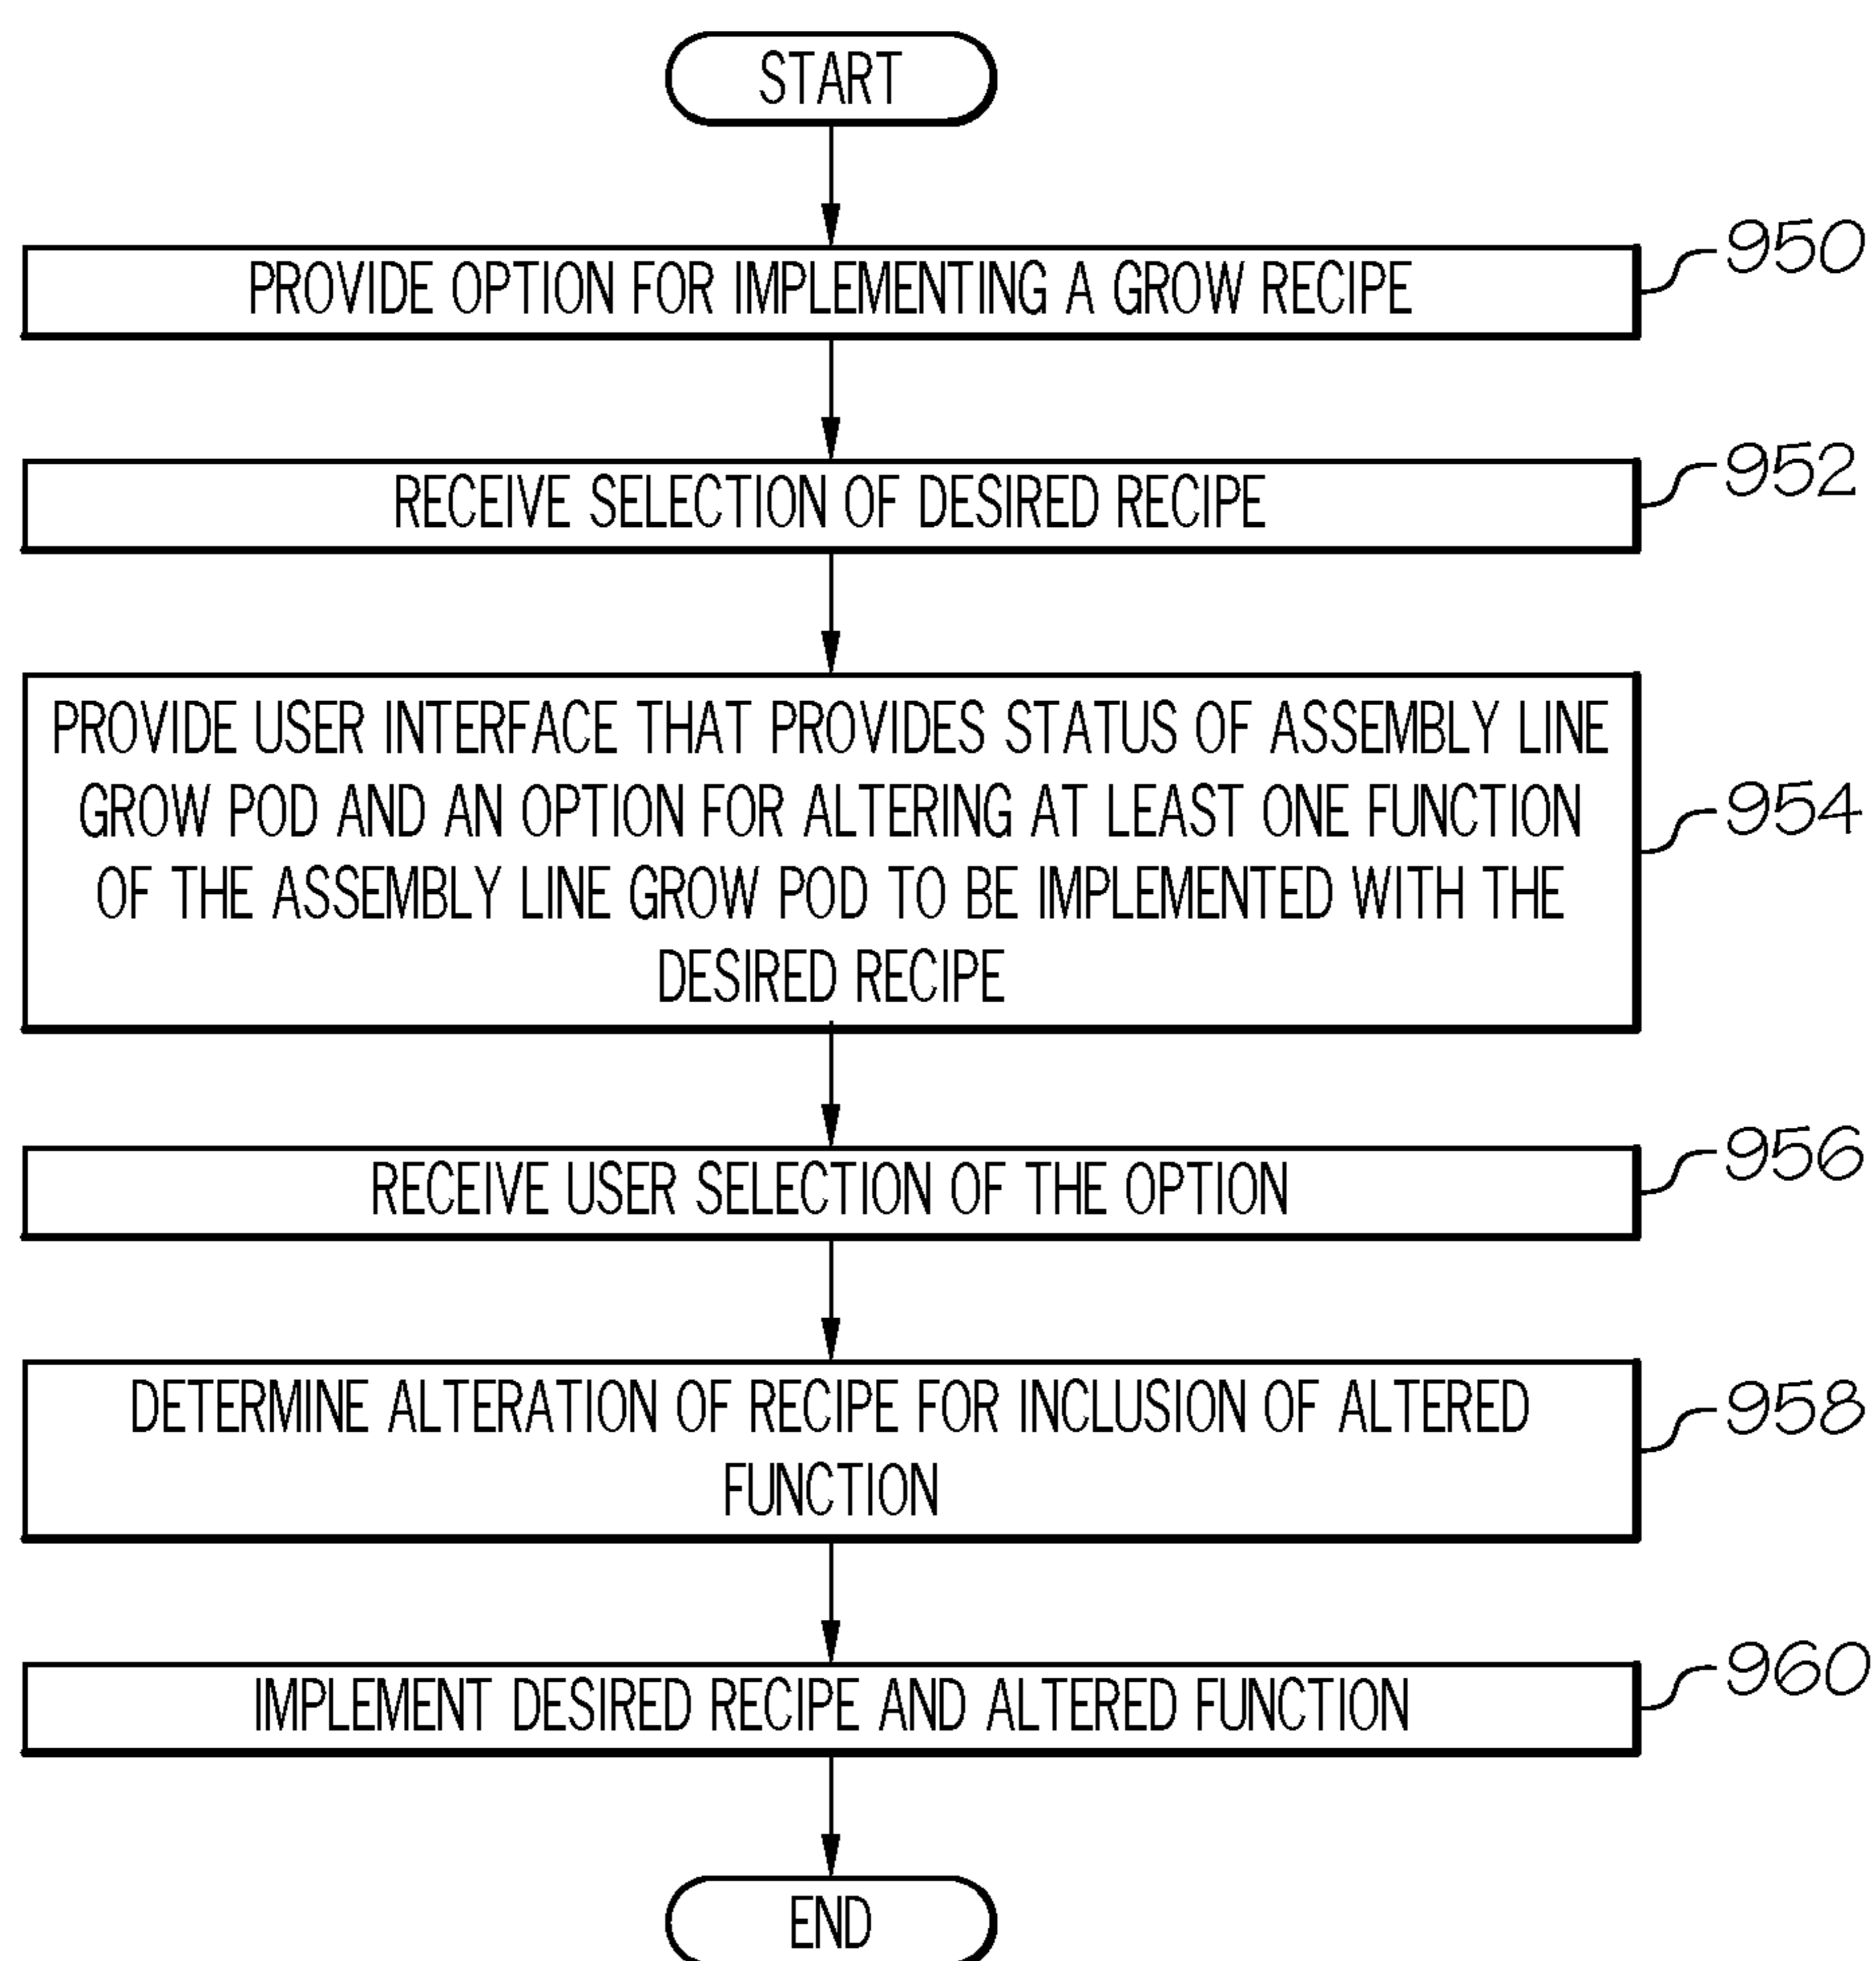 START
PROVIDE OPTION FOR IMPLEMENTING A GROW RECIPE
950
RECEIVE SELECTION OF DESIRED RECIPE
952
PROVIDE USER INTERFACE THAT PROVIDES STATUS OF ASSEMBLY LINE
GROW POD AND AN OPTION FOR ALTERING AT LEAST ONE FUNCTION
OF THE ASSEMBLY LINE GROW POD TO BE IMPLEMENTED WITH THE
DESIRED RECIPE
954
RECEIVE USER SELECTION OF THE OPTION
956
DETERMINE ALTERATION OF RECIPE FOR INCLUSION OF ALTERED
FUNCTION
958
IMPLEMENT DESIRED RECIPE AND ALTERED FUNCTION
960
END